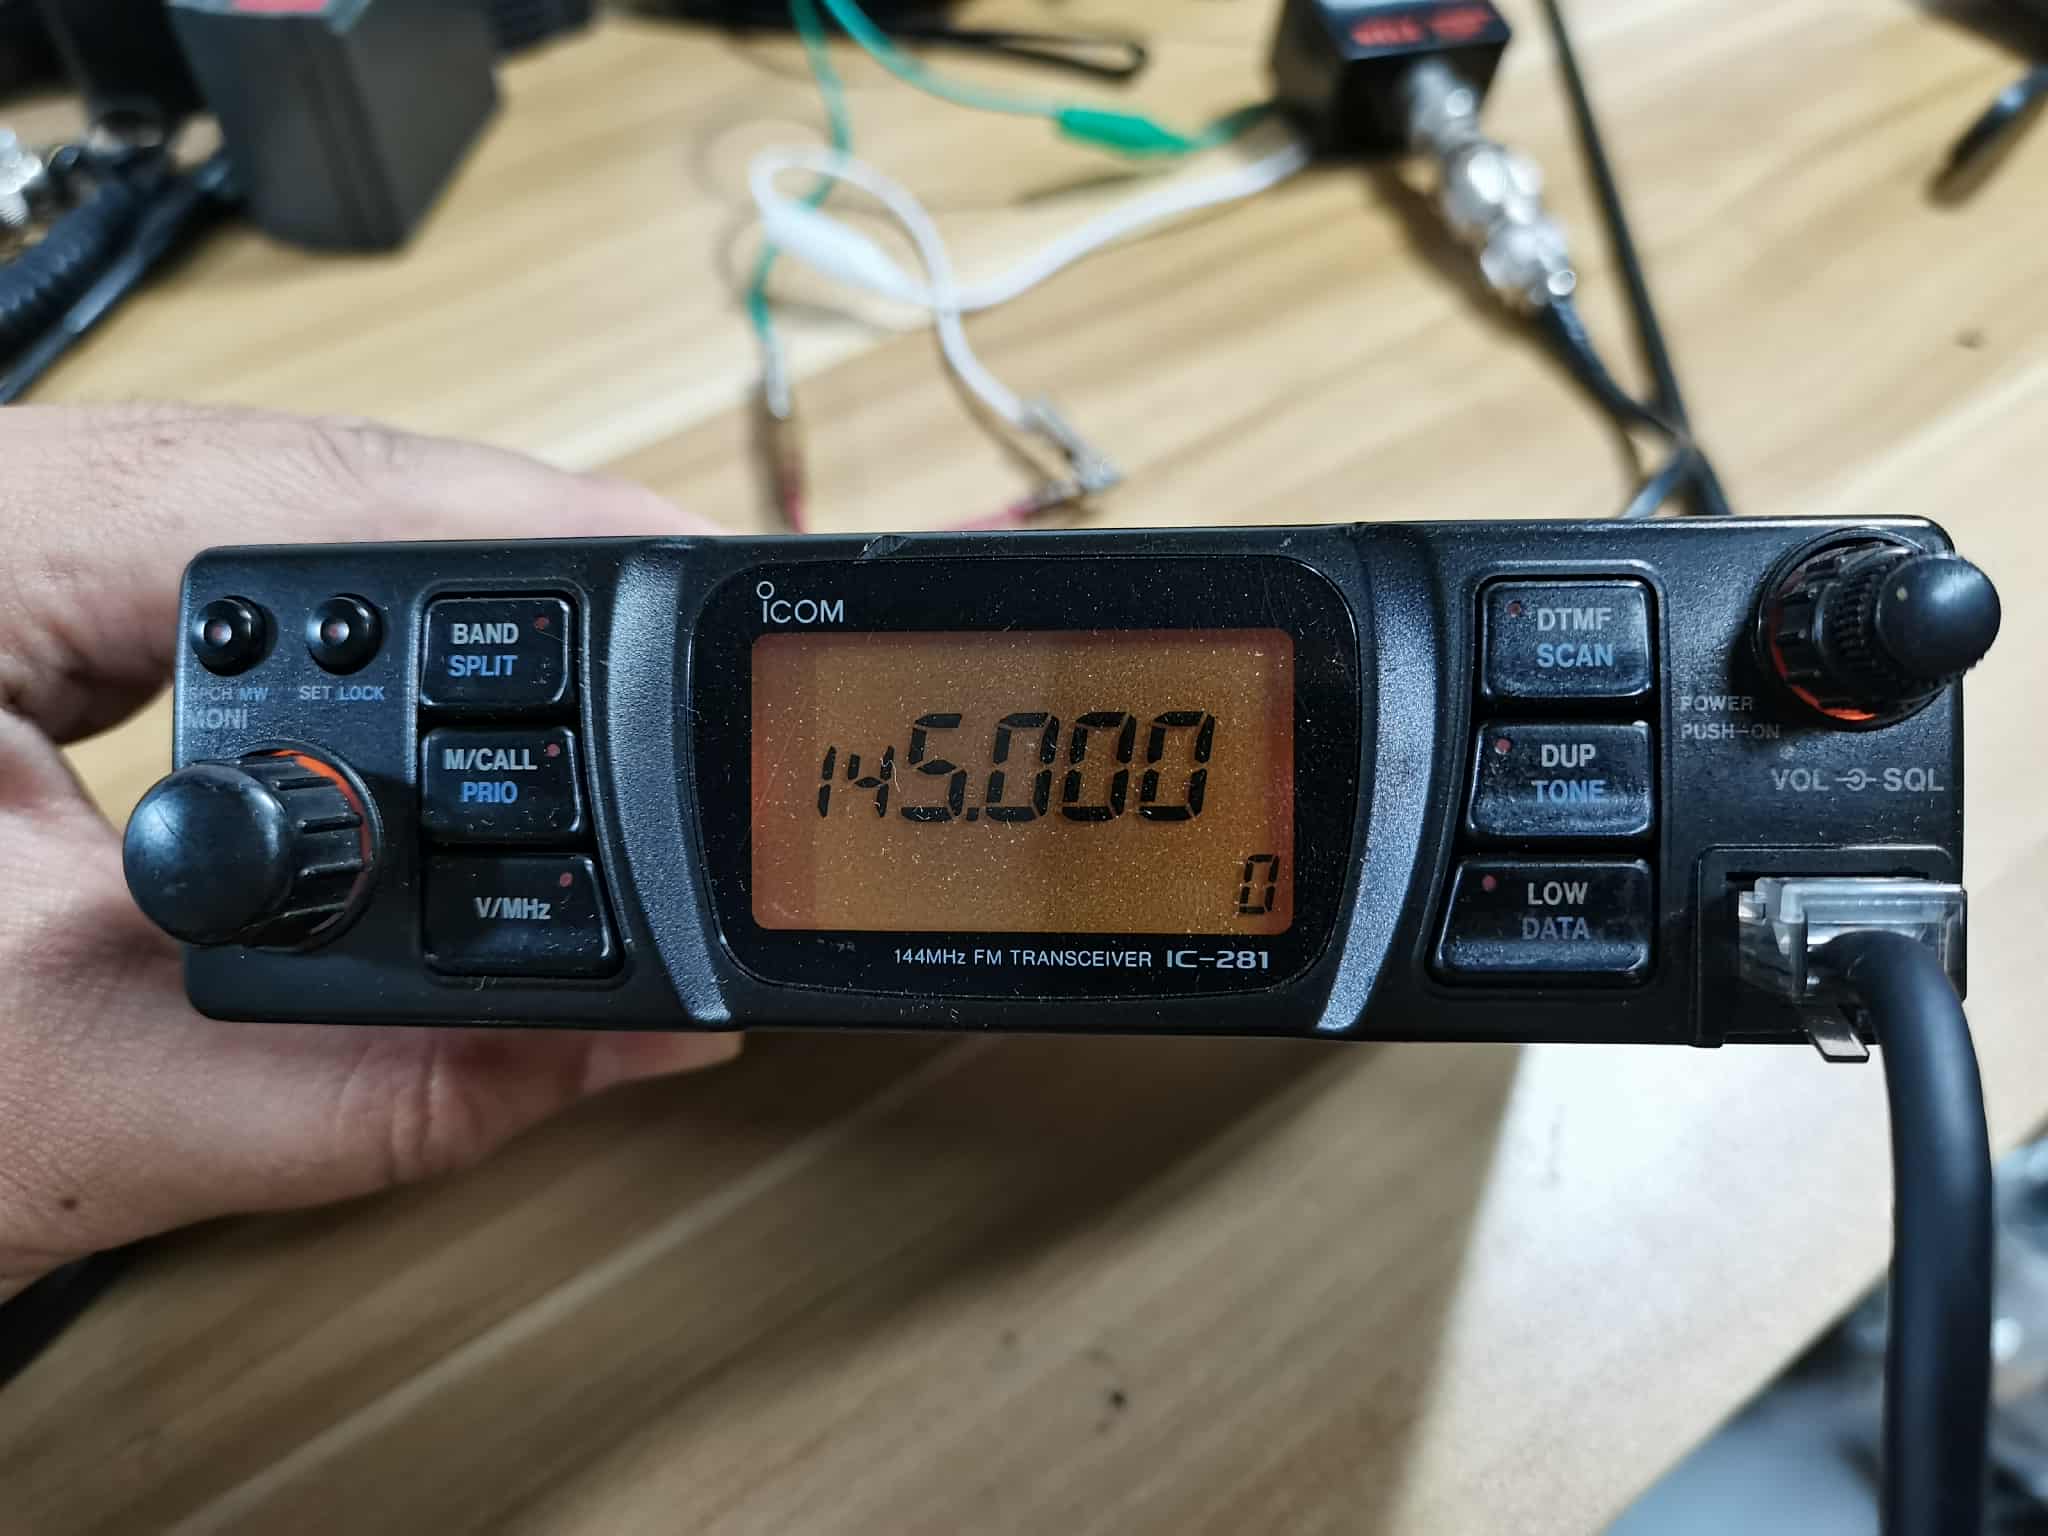 iCOM
BAND
SPLIT
SPCH MW
SET LOCK
MONI
M/CALL
PRIO
V/MHz
145.000
0
144MHz FM TRANSCEIVER IC-281
DTMF
SCAN
DUP
TONE
LOW
DATA
POWER
PUSH-ON
VOL SQL